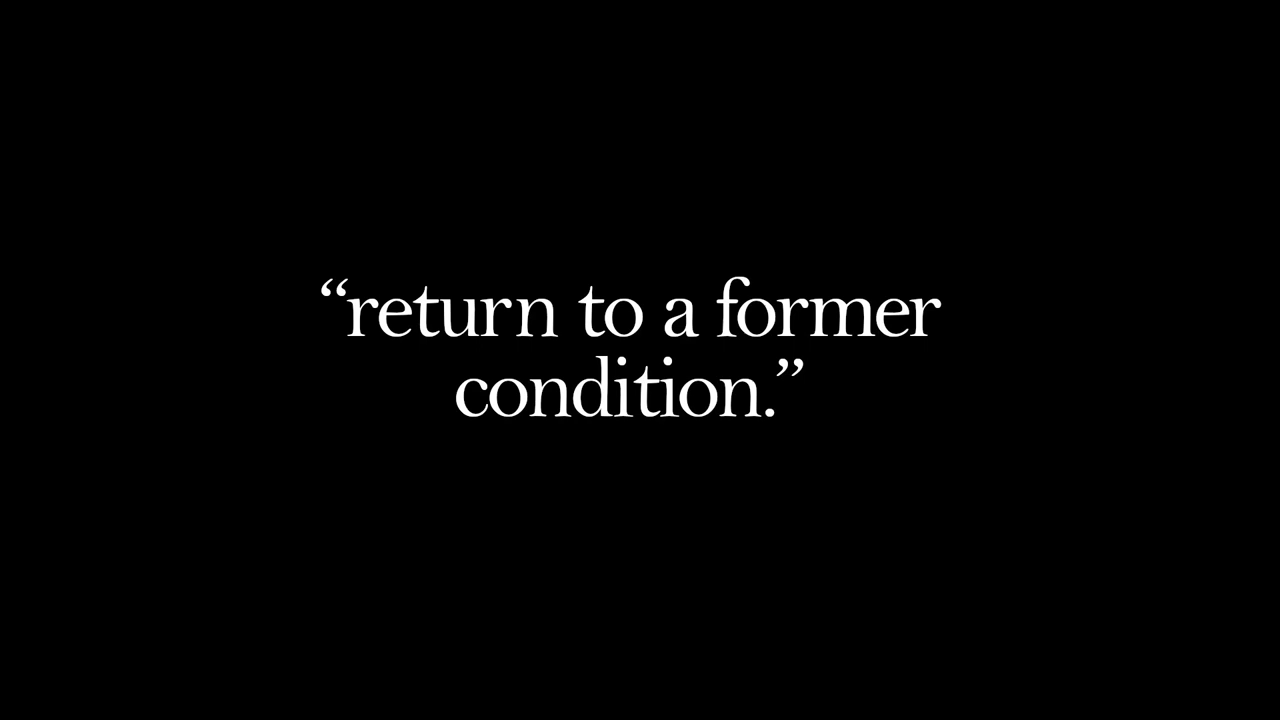 “return to a former
condition.”